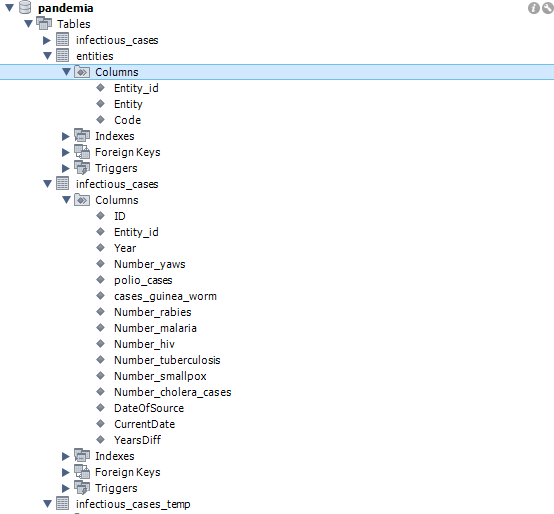 pandemia
Tables
infectious_cases
entities
Columns
Entity_id
Entity
Code
Indexes
Foreign Keys
Triggers
infectious_cases
Columns
ID
Entity_id
Year
Number_yaws
polio_cases
cases_guinea_worm
Number_rabies
Number_malaria
Number_hiv
Number_tuberculosis
Number_smallpox
Number_cholera_cases
DateOfSource
CurrentDate
YearsDiff
Indexes
Foreign Keys
Triggers
infectious_cases_temp